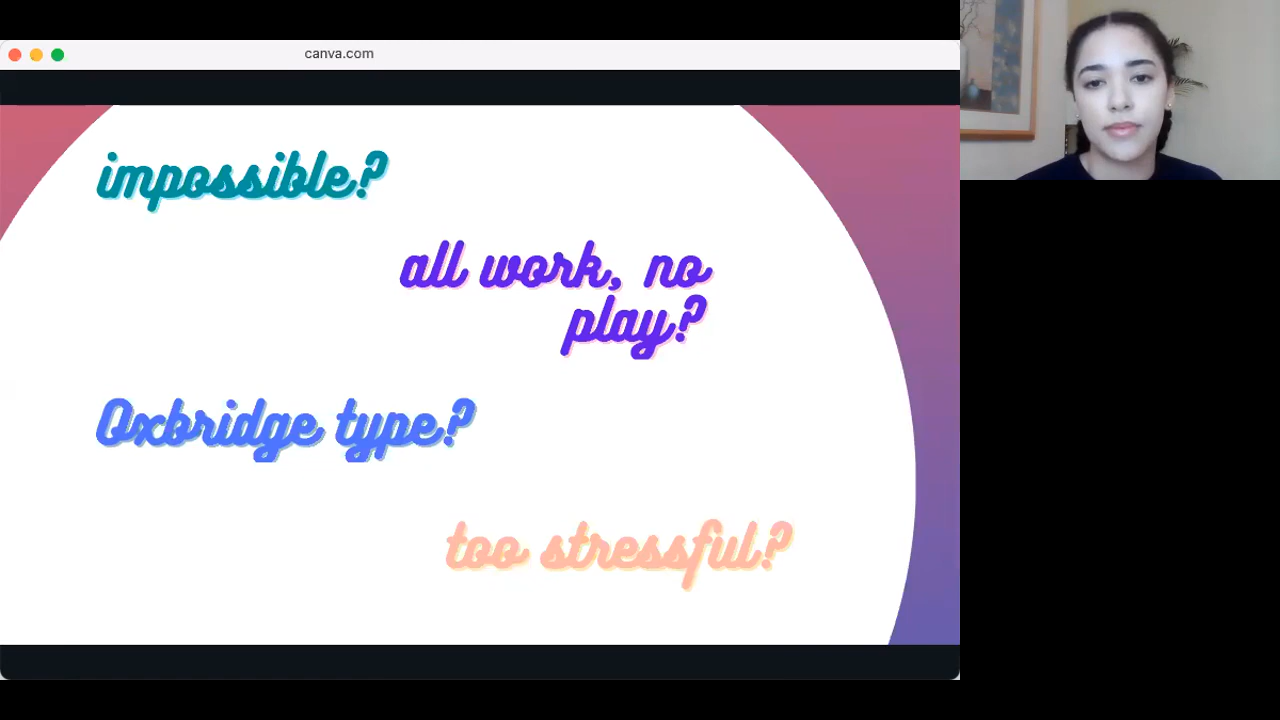 canva.com
impossible?
all work, no
play?
Oxbridge type?
too stressful?